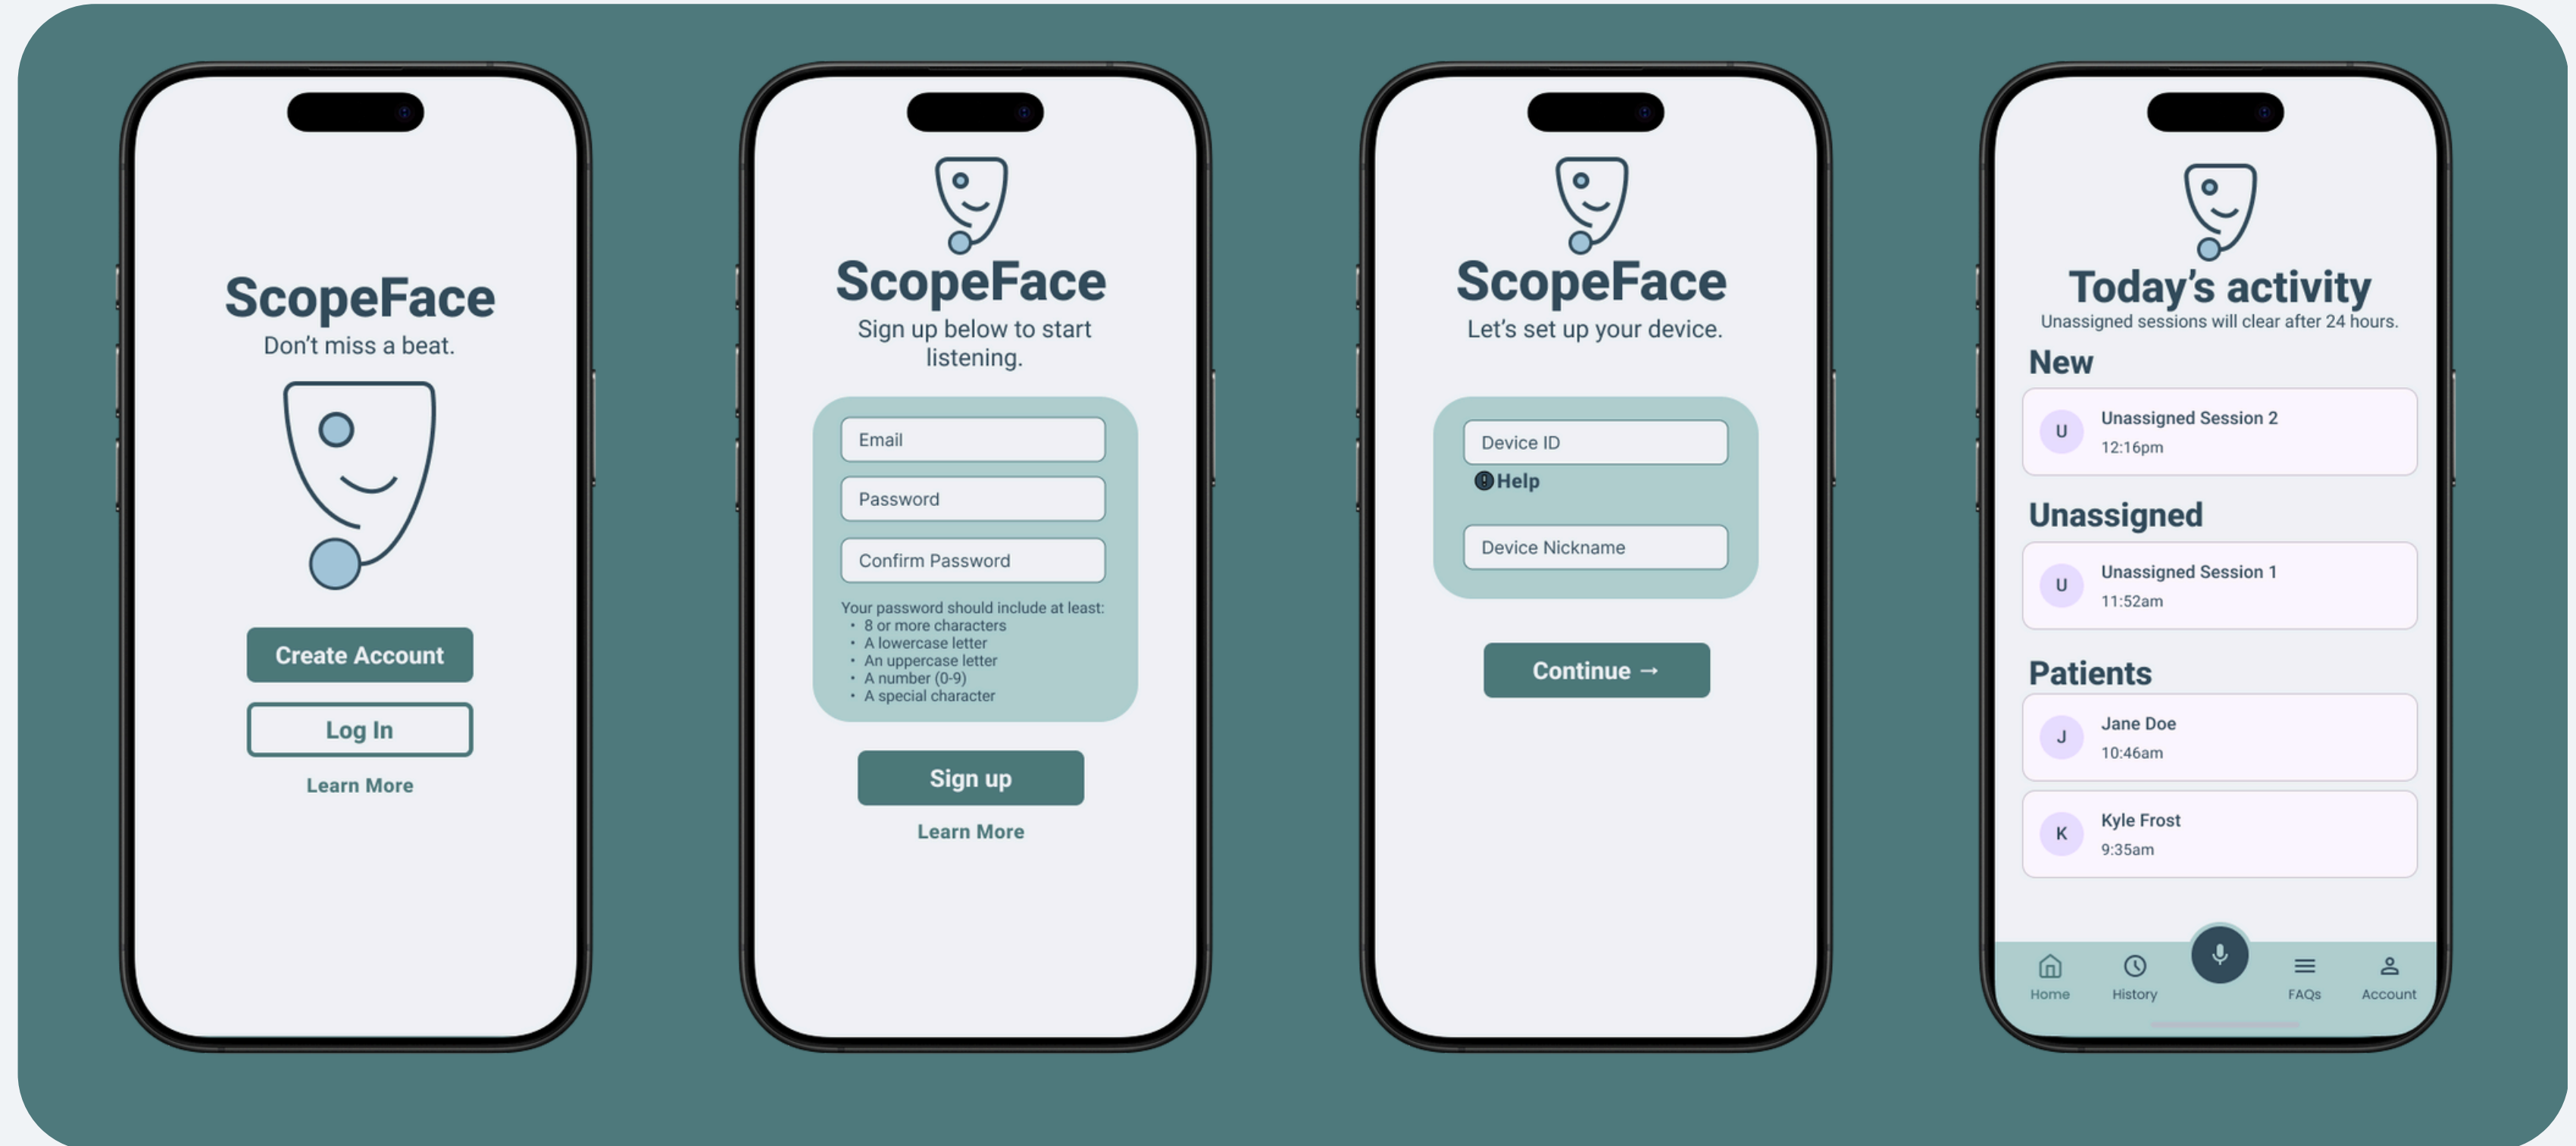 ScopeFace
Don’t miss a beat.
Create Account
Log In
Learn More
ScopeFace
Sign up below to start
listening.
Email
Password
Confirm Password
Your password should include at least:
• 8 or more characters
• A lowercase letter
• An uppercase letter
• A number (0-9)
• A special character
Sign up
Learn More
ScopeFace
Let’s set up your device.
Device ID
Help
Device Nickname
Continue →
Today’s activity
Unassigned sessions will clear after 24 hours.
New
U
Unassigned Session 2
12:16pm
Unassigned
U
Unassigned Session 1
11:52am
Patients
J
Jane Doe
10:46am
K
Kyle Frost
9:35am
Home
History
FAQs
Account